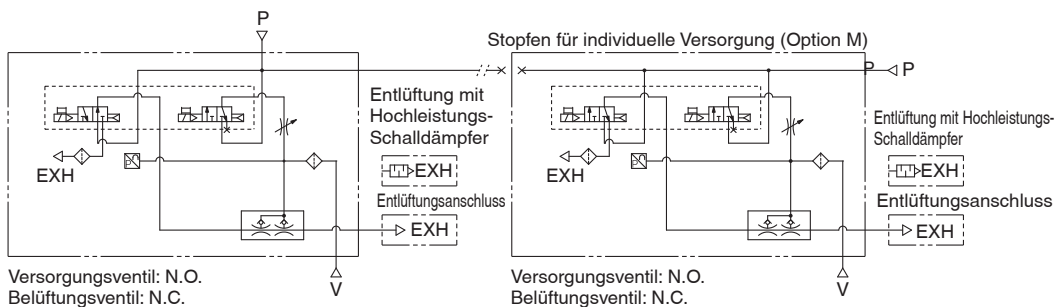 P
Stopfen für individuelle Versorgung (Option M)
P
P
Entlüftung mit
Hochleistungs-
Schalldämpfer
EXH
EXH
Entlüftungsanschluss
EXH
V
Versorgungsventil: N.O.
Belüftungsventil: N.C.
Entlüftung mit Hochleistungs-
Schalldämpfer
EXH
EXH
Entlüftungsanschluss
EXH
V
Versorgungsventil: N.O.
Belüftungsventil: N.C.